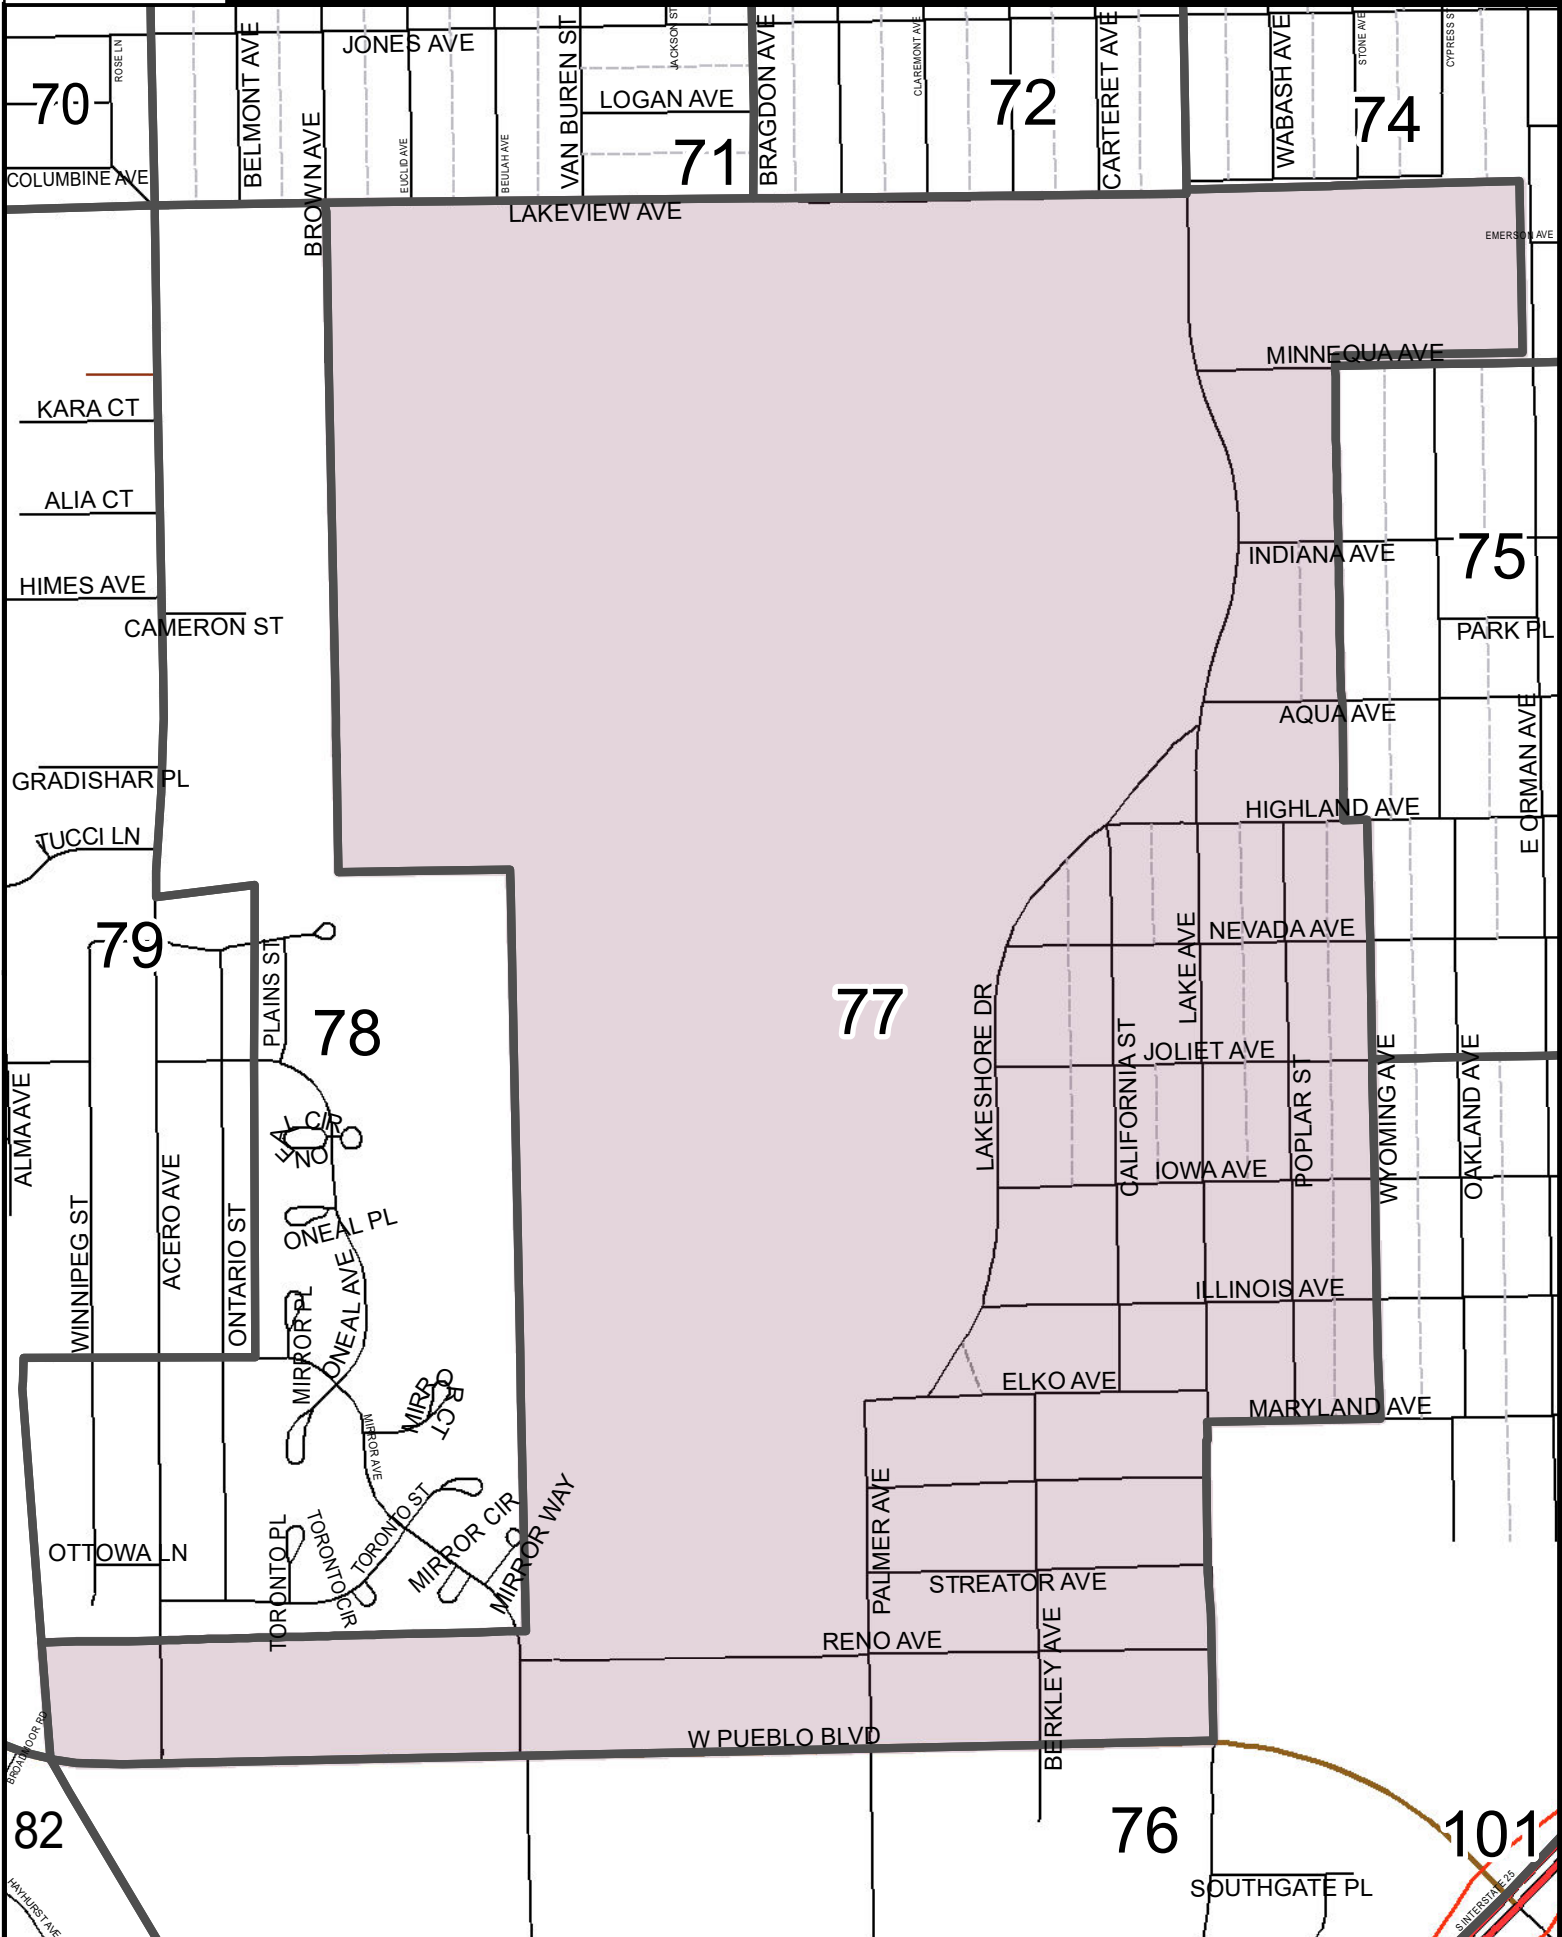 ROSE LN
BELMONT AVE
JONES AVE
VAN BUREN ST
JACKSON ST
BRAGDON AVE
CLAREMONT AVE
CARTERET AVE
WABASH AVE
STONE AVE
CYPRESS ST
70
72
74
LOGAN AVE
71
BROWN AVE
EUCLID AVE
BEULAH AVE
COLUMBINE AVE
LAKEVIEW AVE
EMERSON AVE
MINNEQUA AVE
KARA CT
ALIA CT
INDIANA AVE
75
HIMES AVE
CAMERON ST
PARK PL
AQUA AVE
E ORMAN AVE
GRADISHAR PL
HIGHLAND AVE
TUCCI LN
79
PLAINS ST
NEVADA AVE
LAKE AVE
77
78
LAKESHORE DR
CALIFORNIA ST
JOLIET AVE
POPLAR ST
WYOMING AVE
OAKLAND AVE
ALMA AVE
ONEAL CIR
IOWA AVE
WINNIPEG ST
ACERO AVE
ONTARIO ST
ONEAL PL
ONEAL AVE
MIRROR PL
ILLINOIS AVE
MIRROR CT
ELKO AVE
MARYLAND AVE
MIRROR AVE
PALMER AVE
TORONTO ST
MIRROR CIR
MIRROR WAY
OTTOWA LN
TORONTO PL
TORONTO CIR
STREATOR AVE
BERKLEY AVE
RENO AVE
W PUEBLO BLVD
BROADMOOR RD
82
76
101
SOUTHGATE PL
HAYHURST AVE
S INTERSTATE 25